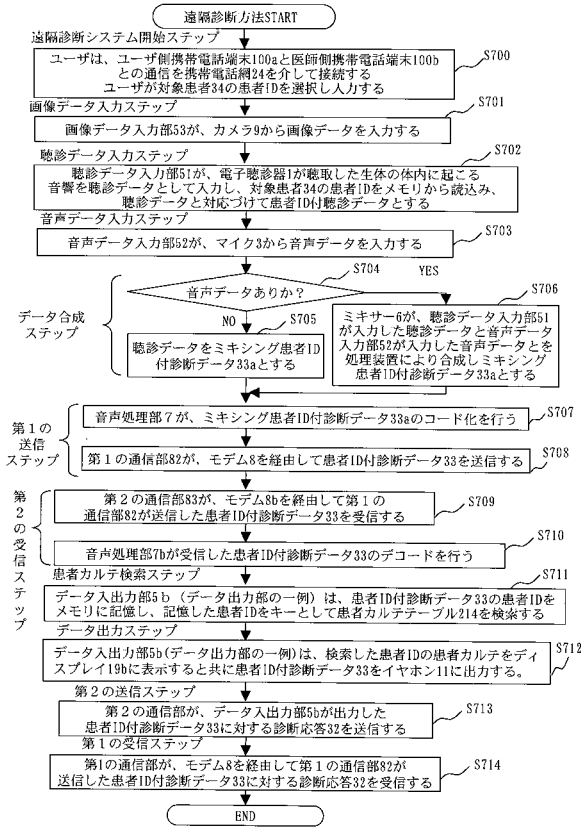 遠隔診断方法START
遠隔診断システム開始ステップ
S700
ユーザは、ユーザ側携帯電話端末100aと医師側携帯電話端末100b
との通信を携帯電話網24を介して接続する
ユーザが対象患者34の患者IDを選択し入力する
画像データ入力ステップ
S701
画像データ入力部53が、カメラ9から画像データを入力する
聴診データ入力ステップ
S702
聴診データ入力部51が、電子聴診器1が聴取した生体の体内に起こる
音響を聴診データとして入力し、対象患者34の患者IDをメモリから読込み、
聴診データと対応づけて患者ID付聴診データとする
音声データ入力ステップ
S703
音声データ入力部52が、マイク3から音声データを入力する
S704
YES
音声データありか？
S706
データ合成
ステップ
NO
S705
聴診データをミキシング患者ID
付診断データ33aとする
ミキサー6が、聴診データ入力部51
が入力した聴診データと音声データ
入力部52が入力した音声データとを
処理装置により合成しミキシング
患者ID付診断データ33aとする
第1の
送信
ステップ
S707
音声処理部7が、ミキシング患者ID付診断データ33aのコード化を行う
S708
第1の通信部82が、モデム8を経由して患者ID付診断データ33を送信する
第2の受信ステップ
S709
第2の通信部83が、モデム8bを経由して第1の
通信部82が送信した患者ID付診断データ33を受信する
S710
音声処理部7bが受信した患者ID付診断データ33のデコードを行う
患者カルテ検索ステップ
S711
データ入出力部5b（データ出力部の一例）は、患者ID付診断データ33の患者IDを
メモリに記憶し、記憶した患者IDをキーとして患者カルテテーブル214を検索する
データ出力ステップ
S712
データ入出力部5b(データ出力部の一例)は、検索した患者IDの患者カルテをディ
スプレイ19bに表示すると共に患者ID付診断データ33をイヤホン11に出力する。
第2の送信ステップ
S713
第2の通信部が、データ入出力部5bが出力した
患者ID付診断データ33に対する診断応答32を送信する
第1の受信ステップ
S714
第1の通信部が、モデム8を経由して第1の通信部82が
送信した患者ID付診断データ33に対する診断応答32を受信する
END